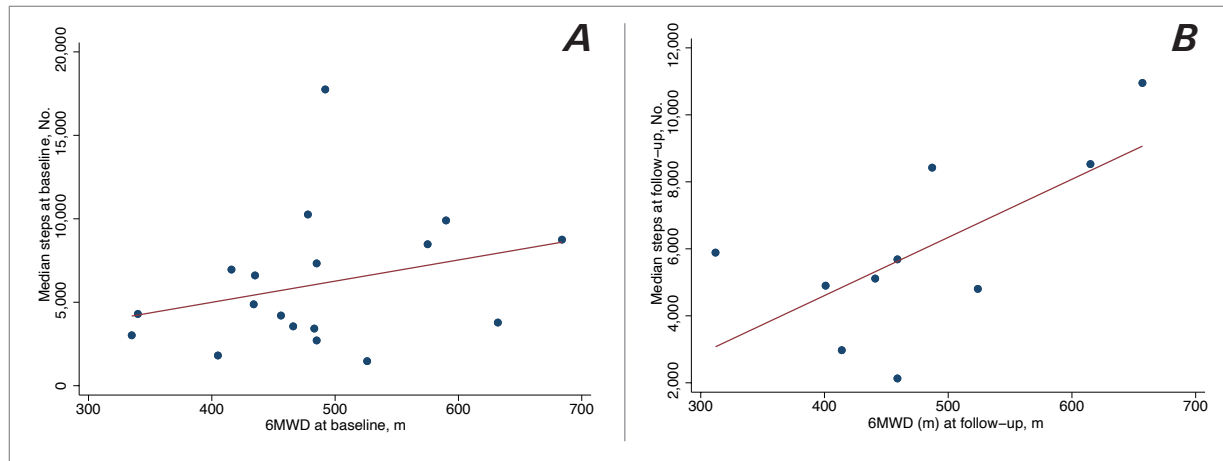 A
Median steps at baseline, No.
20,000
15,000
10,000
5,000
0
300 400 500 600 700
6MWD at baseline, m
B
Median steps at follow–up, No.
12,000
10,000
8,000
6,000
4,000
2,000
300 400 500 600 700
6MWD (m) at follow–up, m